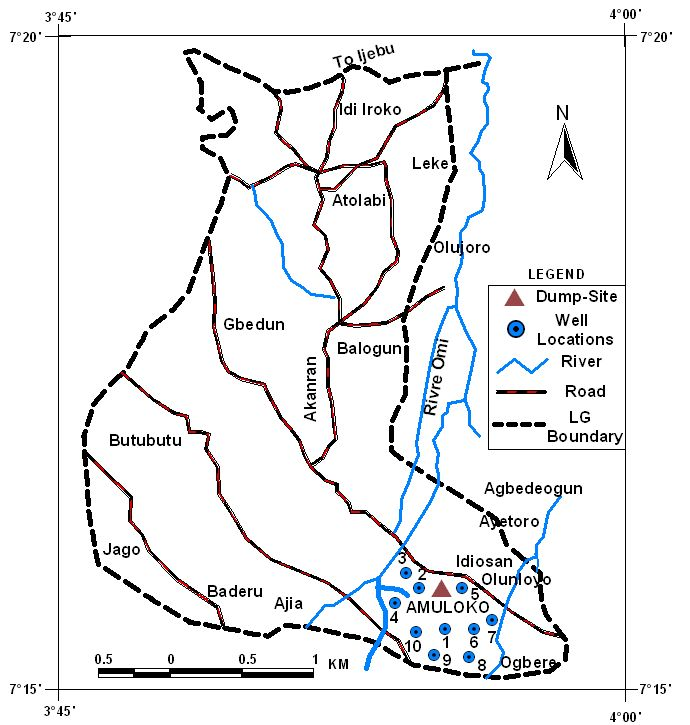 3°45'
4°00'
7°20'
7°20'
To Ijebu
Idi Iroko
N
Leke
Atolabi
Olujoro
LEGEND
Dump-Site
Well
Locations
River
Road
LG
Boundary
Gbedun
Balogun
Akanran
Rivre Omi
Butubutu
Agbedeogun
Ayetoro
Jago
Idiosan
Olunloyo
Baderu
Ajia
3
2
5
AMULOKO
4
7
10
1
6
9
8
Ogbere
0.5
0
0.5
1
KM
7°15'
7°15'
3°45'
4°00'